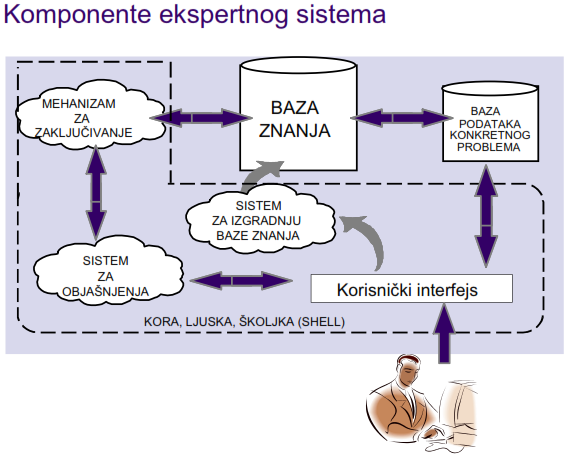 Komponente ekspertnog sistema
MEHANIZAM
ZA
ZAKLJUČIVANJE
BAZA
ZNANJA
BAZA
PODATAKA
KONKRETNOG
PROBLEMA
SISTEM
ZA IZGRADNJU
BAZE ZNANJA
SISTEM
ZA
OBJAŠNJENJA
Korisnički interfejs
KORA, LJUSKA, ŠKOLJKA (SHELL)